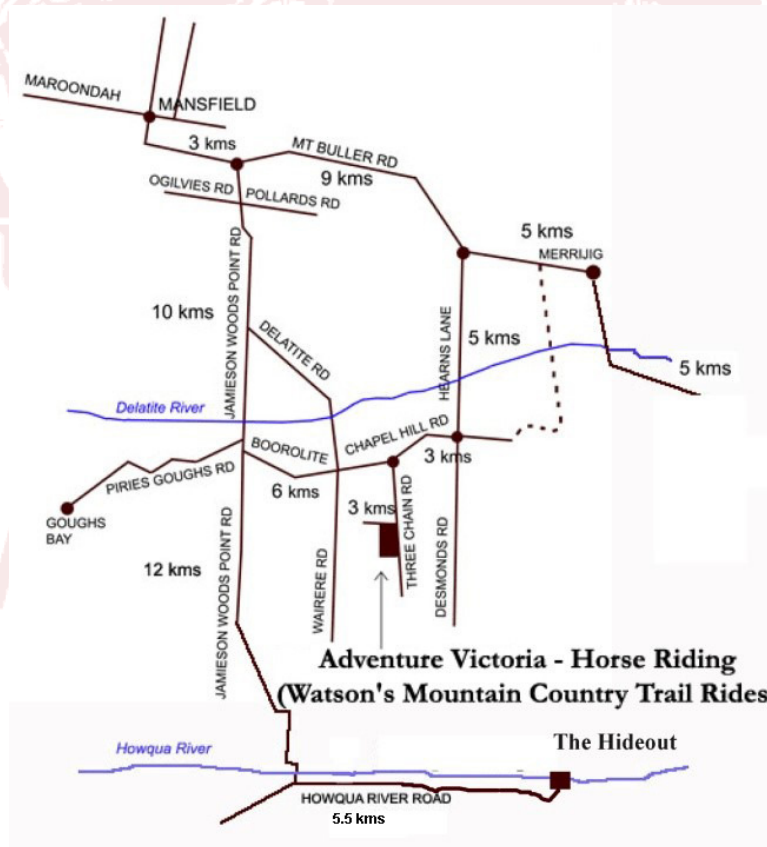 MAROONDAH
MANSFIELD
3 kms
MT BULLER RD
9 kms
OGILVIES RD
POLLARDS RD
5 kms
MERRIJIG
JAMIESON WOODS POINT RD
10 kms
DELATITE RD
HEARNS LANE
5 kms
5 kms
Delatite River
BOOROLITE
CHAPEL HILL RD
3 kms
PIRIES GOUGHS RD
6 kms
GOUGHS
BAY
3 kms
THREE CHAIN RD
DESMONDS RD
WAIRERE RD
12 kms
JAMIESON WOODS POINT RD
Adventure Victoria - Horse Riding
(Watson's Mountain Country Trail Rides
Howqua River
The Hideout
HOWQUA RIVER ROAD
5.5 kms